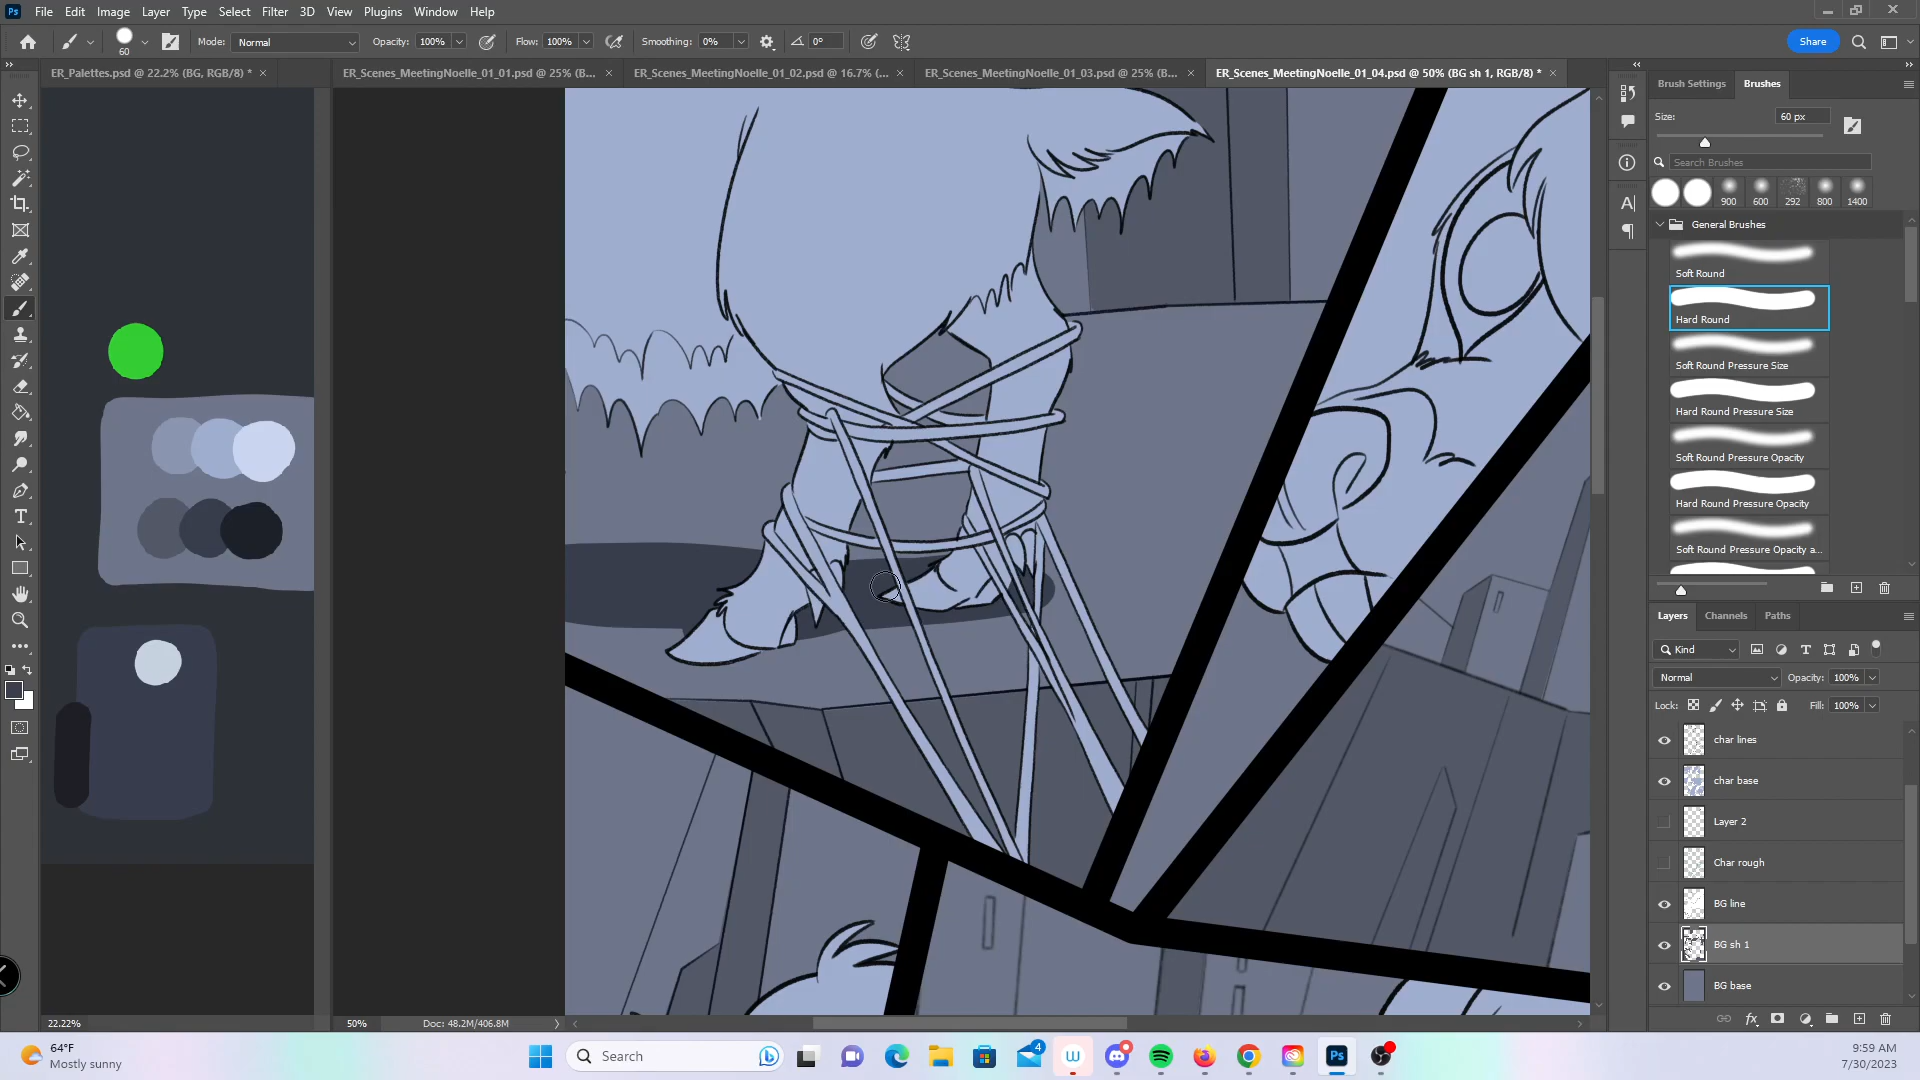 Ps File Edit Image Layer Type Select Filter 3D View Plugins Window Help
60 Mode: Normal Opacity: 100% Flow: 100% Smoothing: 0% 0° Share
ER_Palettes.psd @ 22.2% (BG, RGB/8) * ER_Scenes_MeetingNoelle_01_01.psd @ 25% (B... ER_Scenes_MeetingNoelle_01_02.psd @ 16.7% (... ER_Scenes_MeetingNoelle_01_03.psd @ 25% (B... ER_Scenes_MeetingNoelle_01_04.psd @ 50% (BG sh 1, RGB/8) *
Brush Settings Brushes
Size: 60 px
Search Brushes
900 600 292 800 1400
General Brushes
Soft Round
Hard Round
Soft Round Pressure Size
Hard Round Pressure Size
Soft Round Pressure Opacity
Hard Round Pressure Opacity
Soft Round Pressure Opacity a...
Layers Channels Paths
Kind
Normal Opacity: 100%
Lock: Fill: 100%
char lines
char base
Layer 2
Char rough
BG line
BG sh 1
BG base
22.22% 50% Doc: 48.2M/406.8M
64°F
Mostly sunny
Search
4
Ps
9:59 AM
7/30/2023